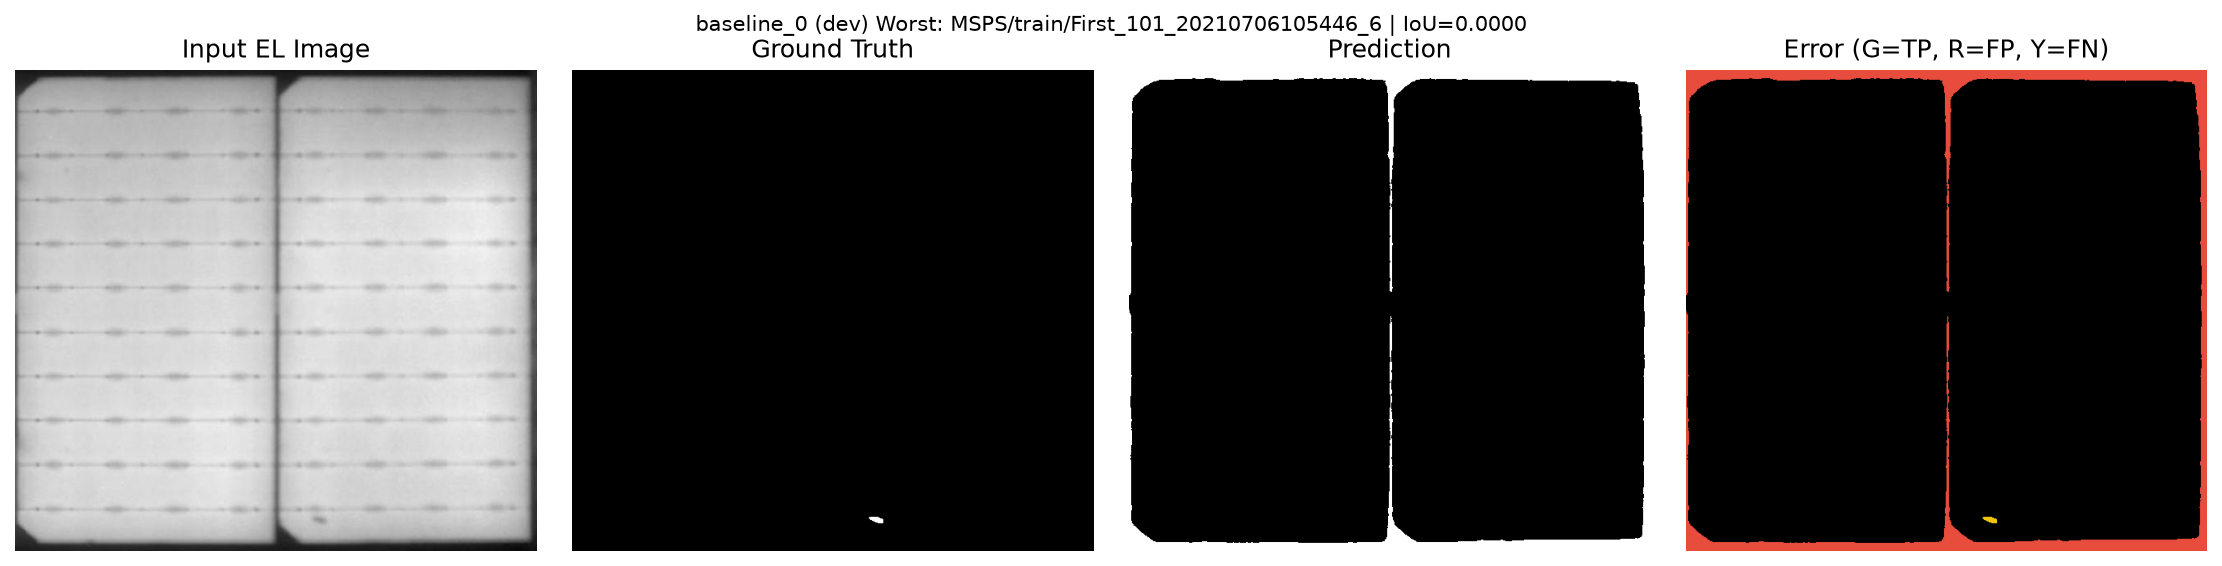 baseline_0 (dev) Worst: MSPS/train/First_101_20210706105446_6 | IoU=0.0000
Input EL Image
Ground Truth
Prediction
Error (G=TP, R=FP, Y=FN)